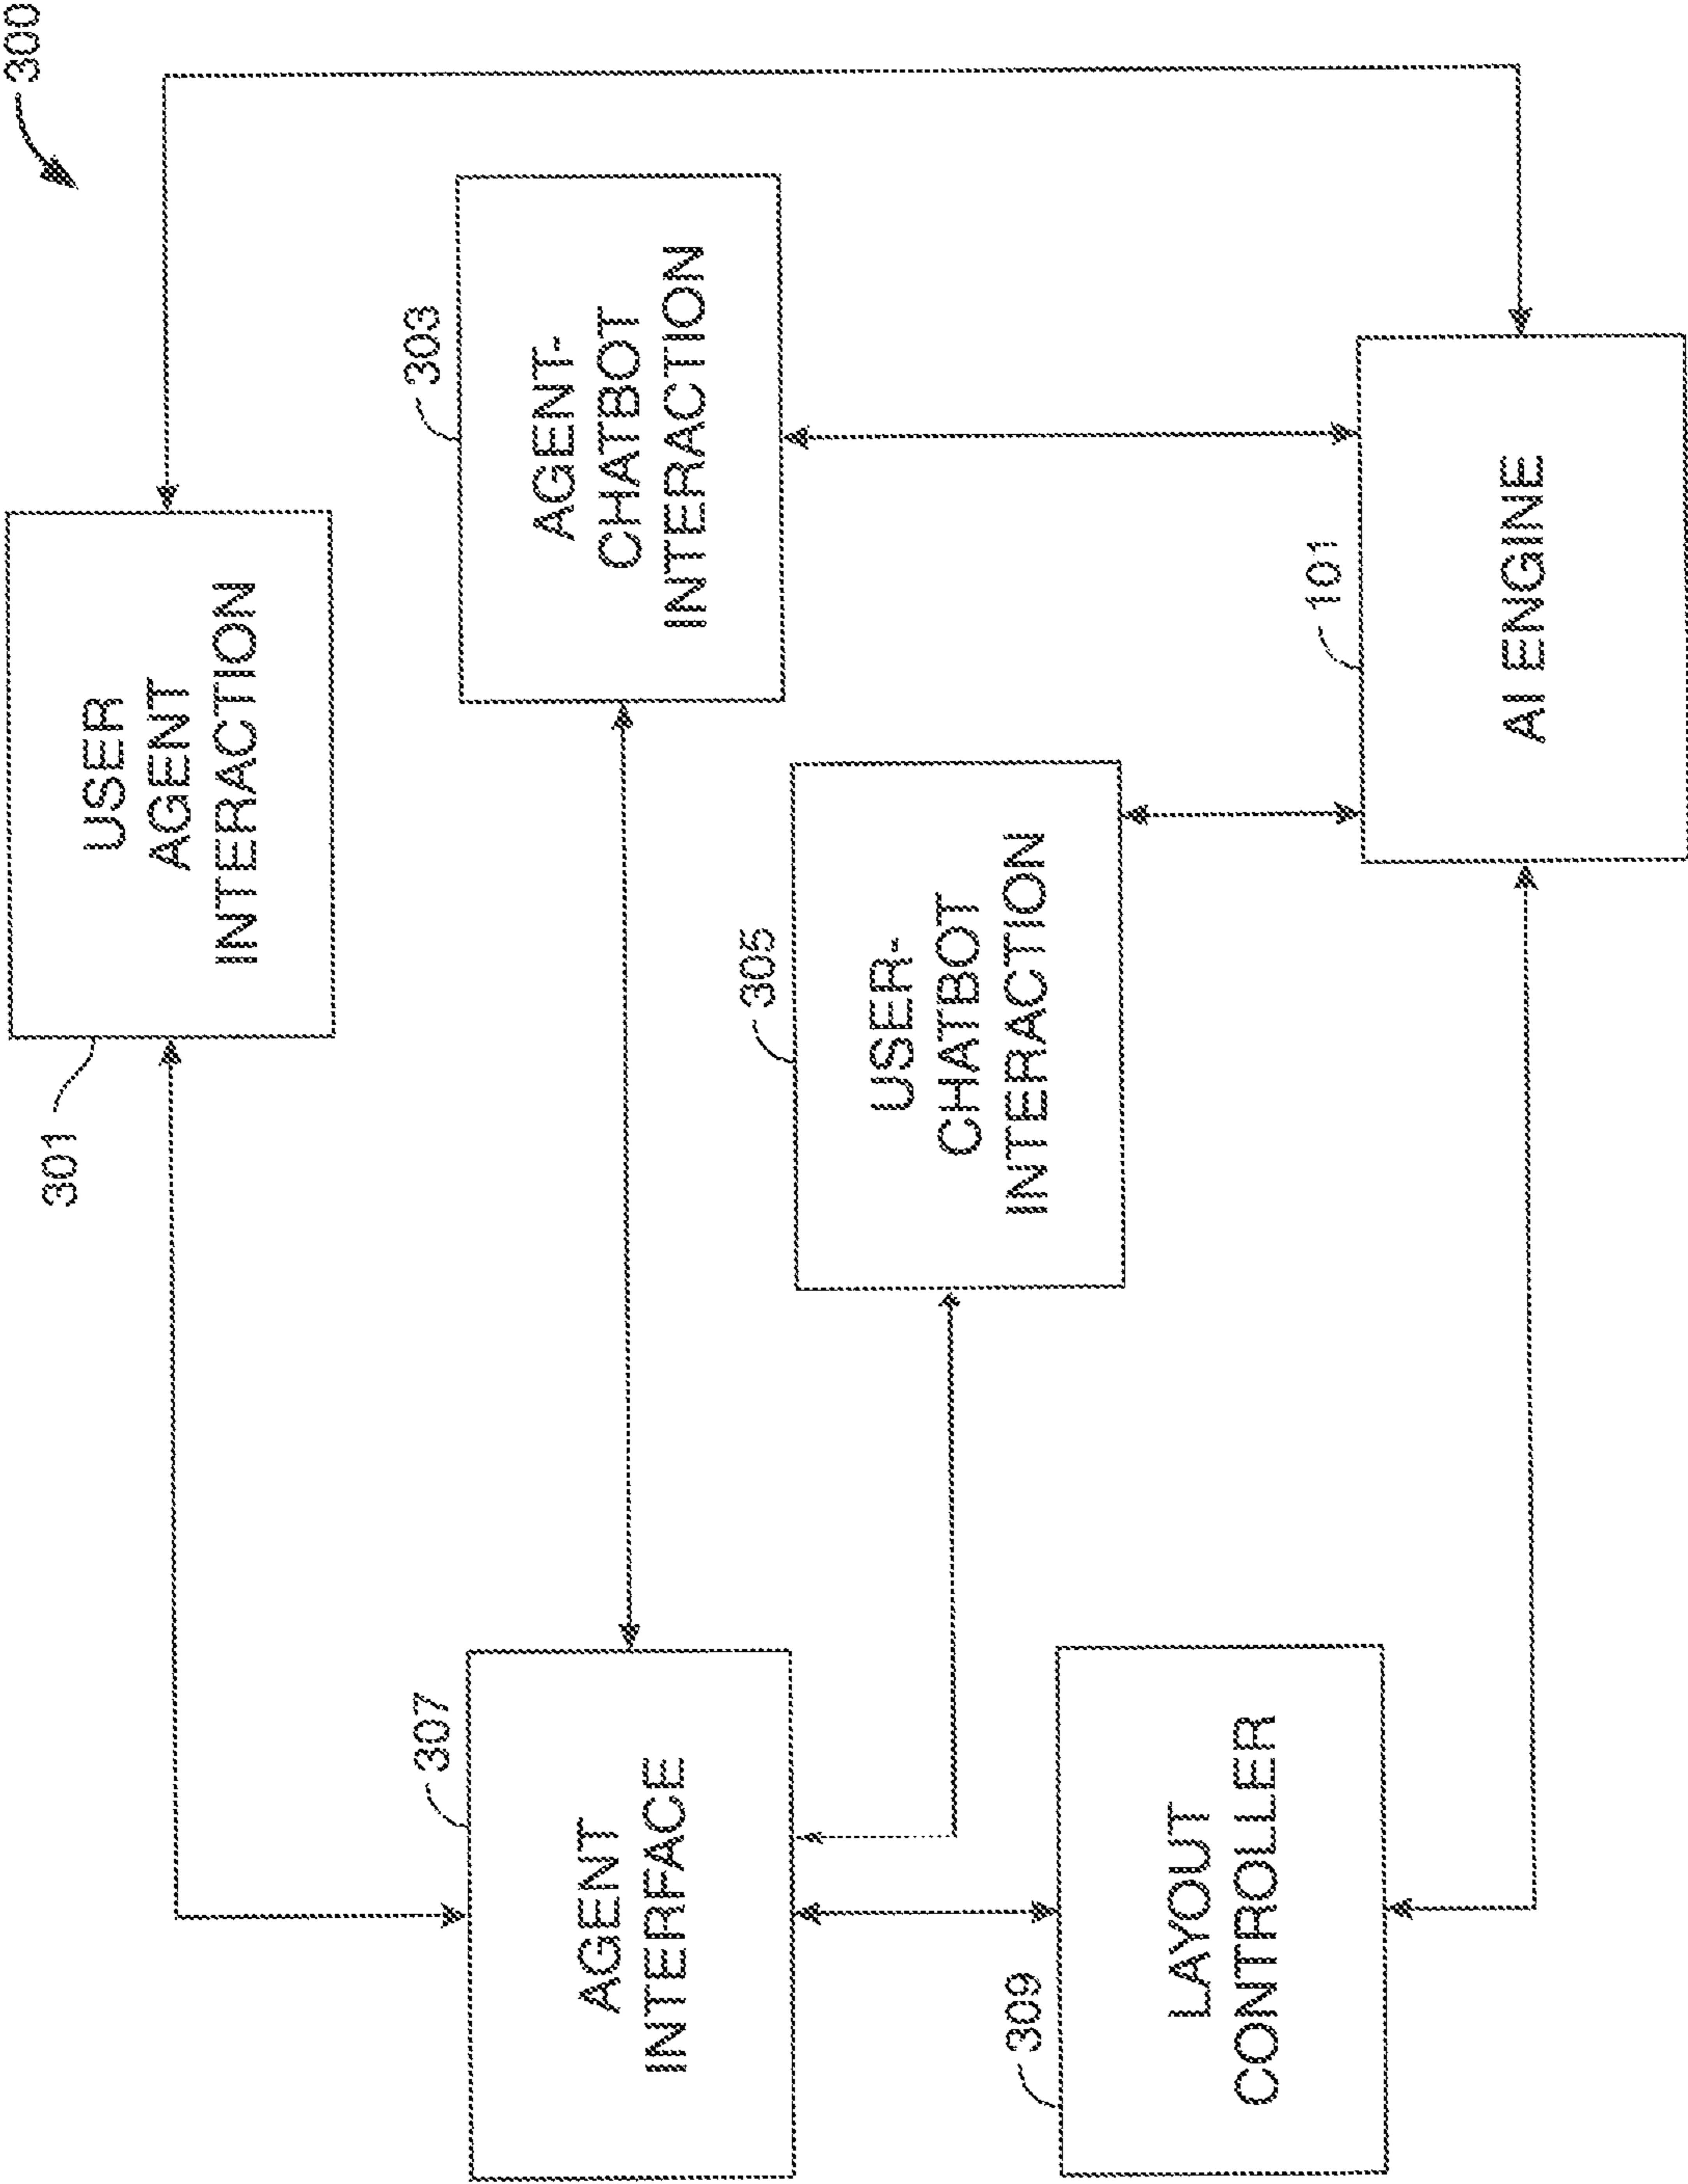 300
301
USER
AGENT
INTERACTION
303
AGENT-
CHATBOT
INTERACTION
307
AGENT
INTERFACE
305
USER-
CHATBOT
INTERACTION
309
LAYOUT
CONTROLLER
101
AI ENGINE